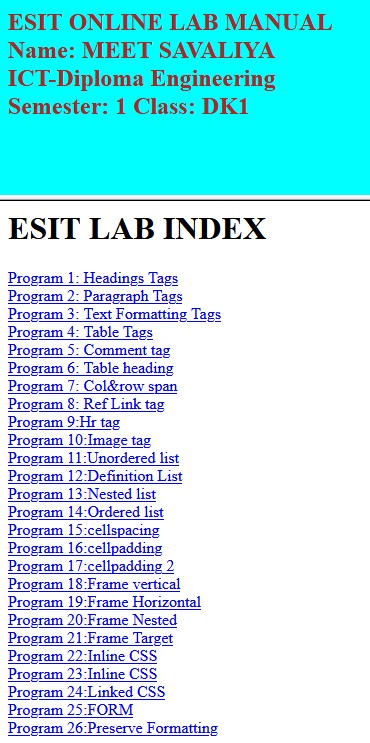 ESIT ONLINE LAB MANUAL
Name: MEET SAVALIYA
ICT-Diploma Engineering
Semester: 1 Class: DK1
ESIT LAB INDEX
Program 1: Headings Tags
Program 2: Paragraph Tags
Program 3: Text Formatting Tags
Program 4: Table Tags
Program 5: Comment tag
Program 6: Table heading
Program 7: Col&row span
Program 8: Ref Link tag
Program 9:Hr tag
Program 10:Image tag
Program 11:Unordered list
Program 12:Definition List
Program 13:Nested list
Program 14:Ordered list
Program 15:cellspacing
Program 16:cellpadding
Program 17:cellpadding 2
Program 18:Frame vertical
Program 19:Frame Horizontal
Program 20:Frame Nested
Program 21:Frame Target
Program 22:Inline CSS
Program 23:Inline CSS
Program 24:Linked CSS
Program 25:FORM
Program 26:Preserve Formatting